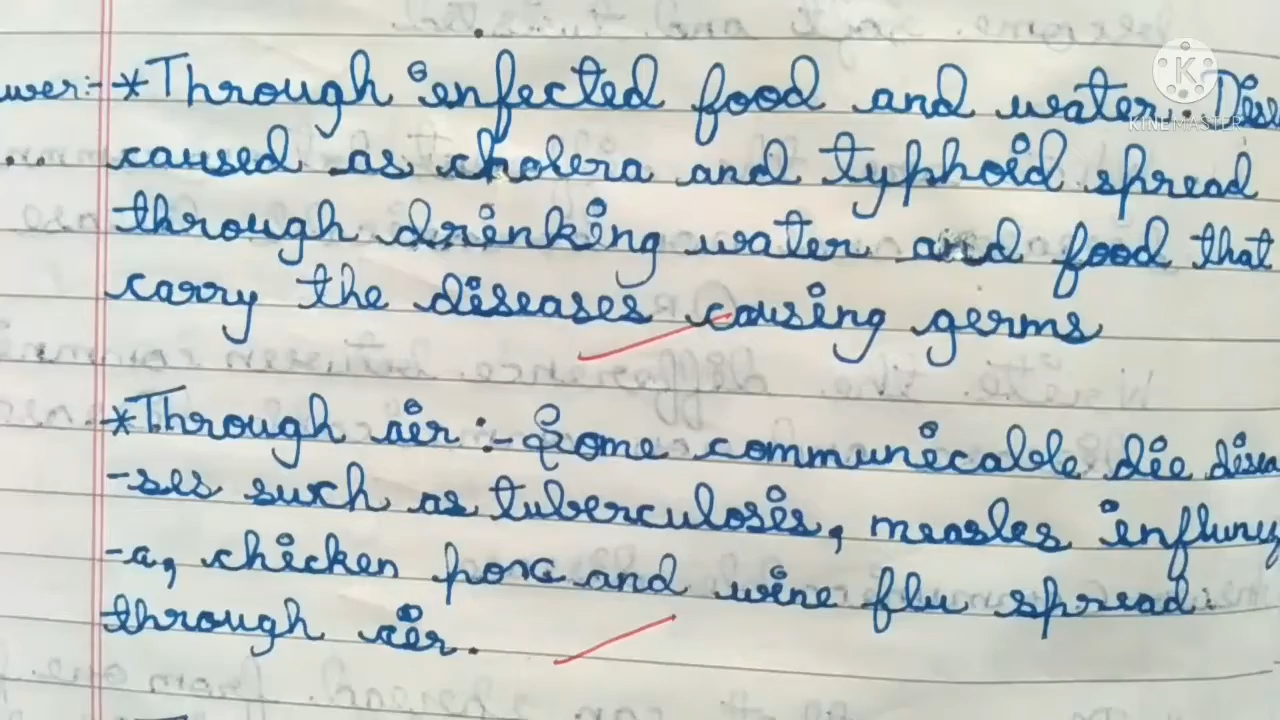 wer:- *Through infected food and water. Dise
caused as cholera and typhoid spread
through drinking water and food that
carry the diseases causing germs
*Through air:- Some communicable die disea
-ses such as tuberculosis, measles influnz
-a, chicken pox and wine flu spread
through air.
KINEMASTER